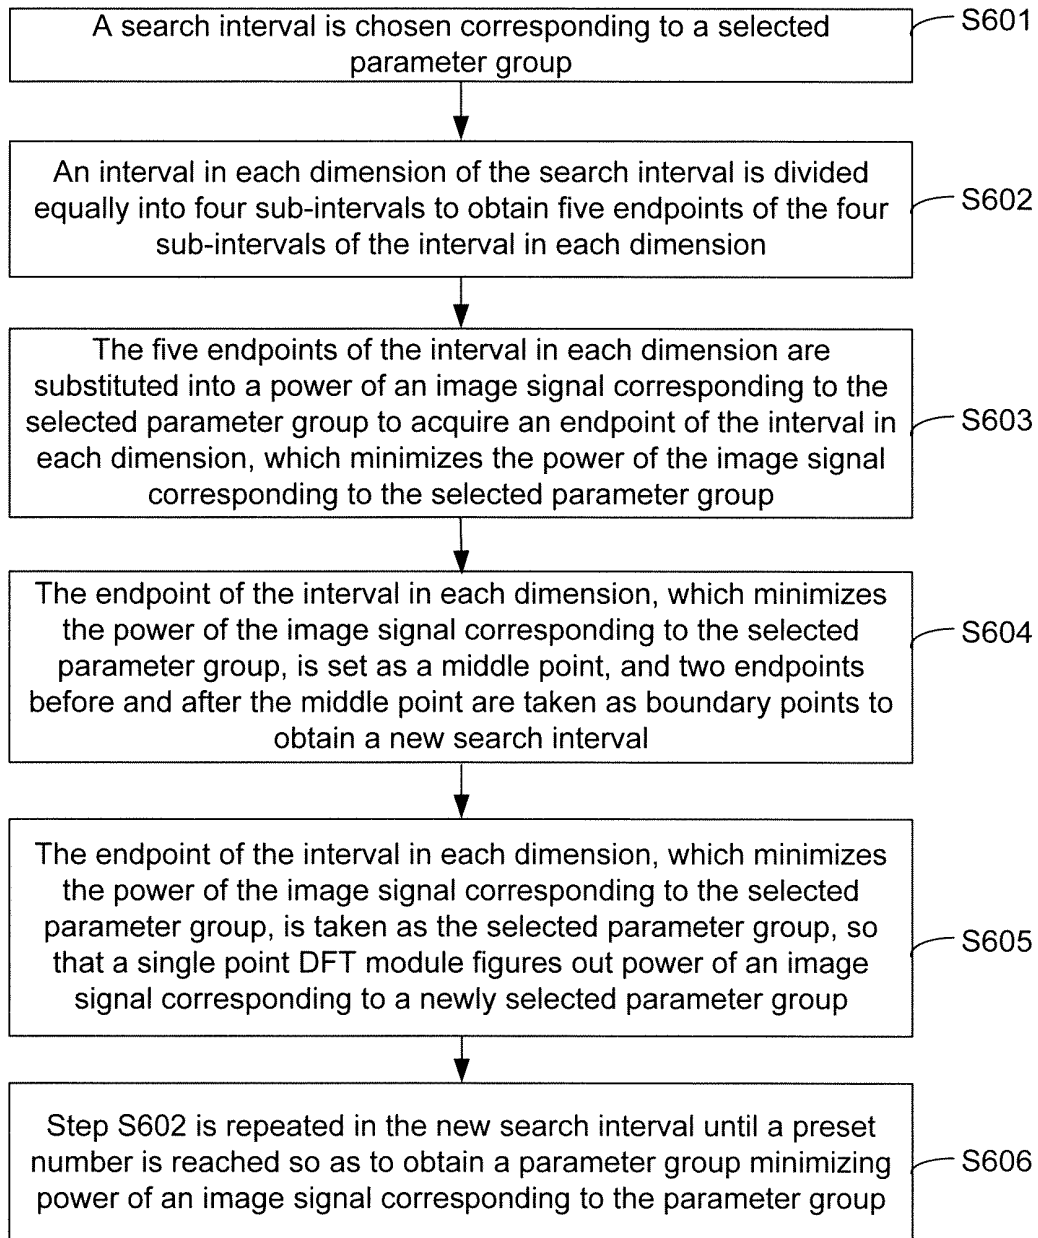 A search interval is chosen corresponding to a selected
parameter group
S601
An interval in each dimension of the search interval is divided
equally into four sub-intervals to obtain five endpoints of the four
sub-intervals of the interval in each dimension
S602
The five endpoints of the interval in each dimension are
substituted into a power of an image signal corresponding to the
selected parameter group to acquire an endpoint of the interval in
each dimension, which minimizes the power of the image signal
corresponding to the selected parameter group
S603
The endpoint of the interval in each dimension, which minimizes
the power of the image signal corresponding to the selected
parameter group, is set as a middle point, and two endpoints
before and after the middle point are taken as boundary points to
obtain a new search interval
S604
The endpoint of the interval in each dimension, which minimizes
the power of the image signal corresponding to the selected
parameter group, is taken as the selected parameter group, so
that a single point DFT module figures out power of an image
signal corresponding to a newly selected parameter group
S605
Step S602 is repeated in the new search interval until a preset
number is reached so as to obtain a parameter group minimizing
power of an image signal corresponding to the parameter group
S606